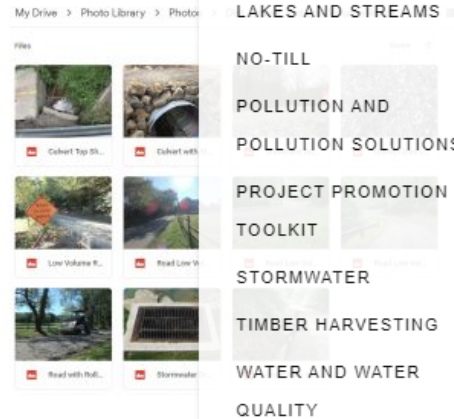 My Drive > Photo Library > Photo
Files
Culvert Top Sli...
Culvert with
Low Volume R...
Road Low V
Road with Roll...
Stormwater
LAKES AND STREAMS
NO-TILL
POLLUTION AND
POLLUTION SOLUTIONS
PROJECT PROMOTION
TOOLKIT
STORMWATER
TIMBER HARVESTING
WATER AND WATER
QUALITY